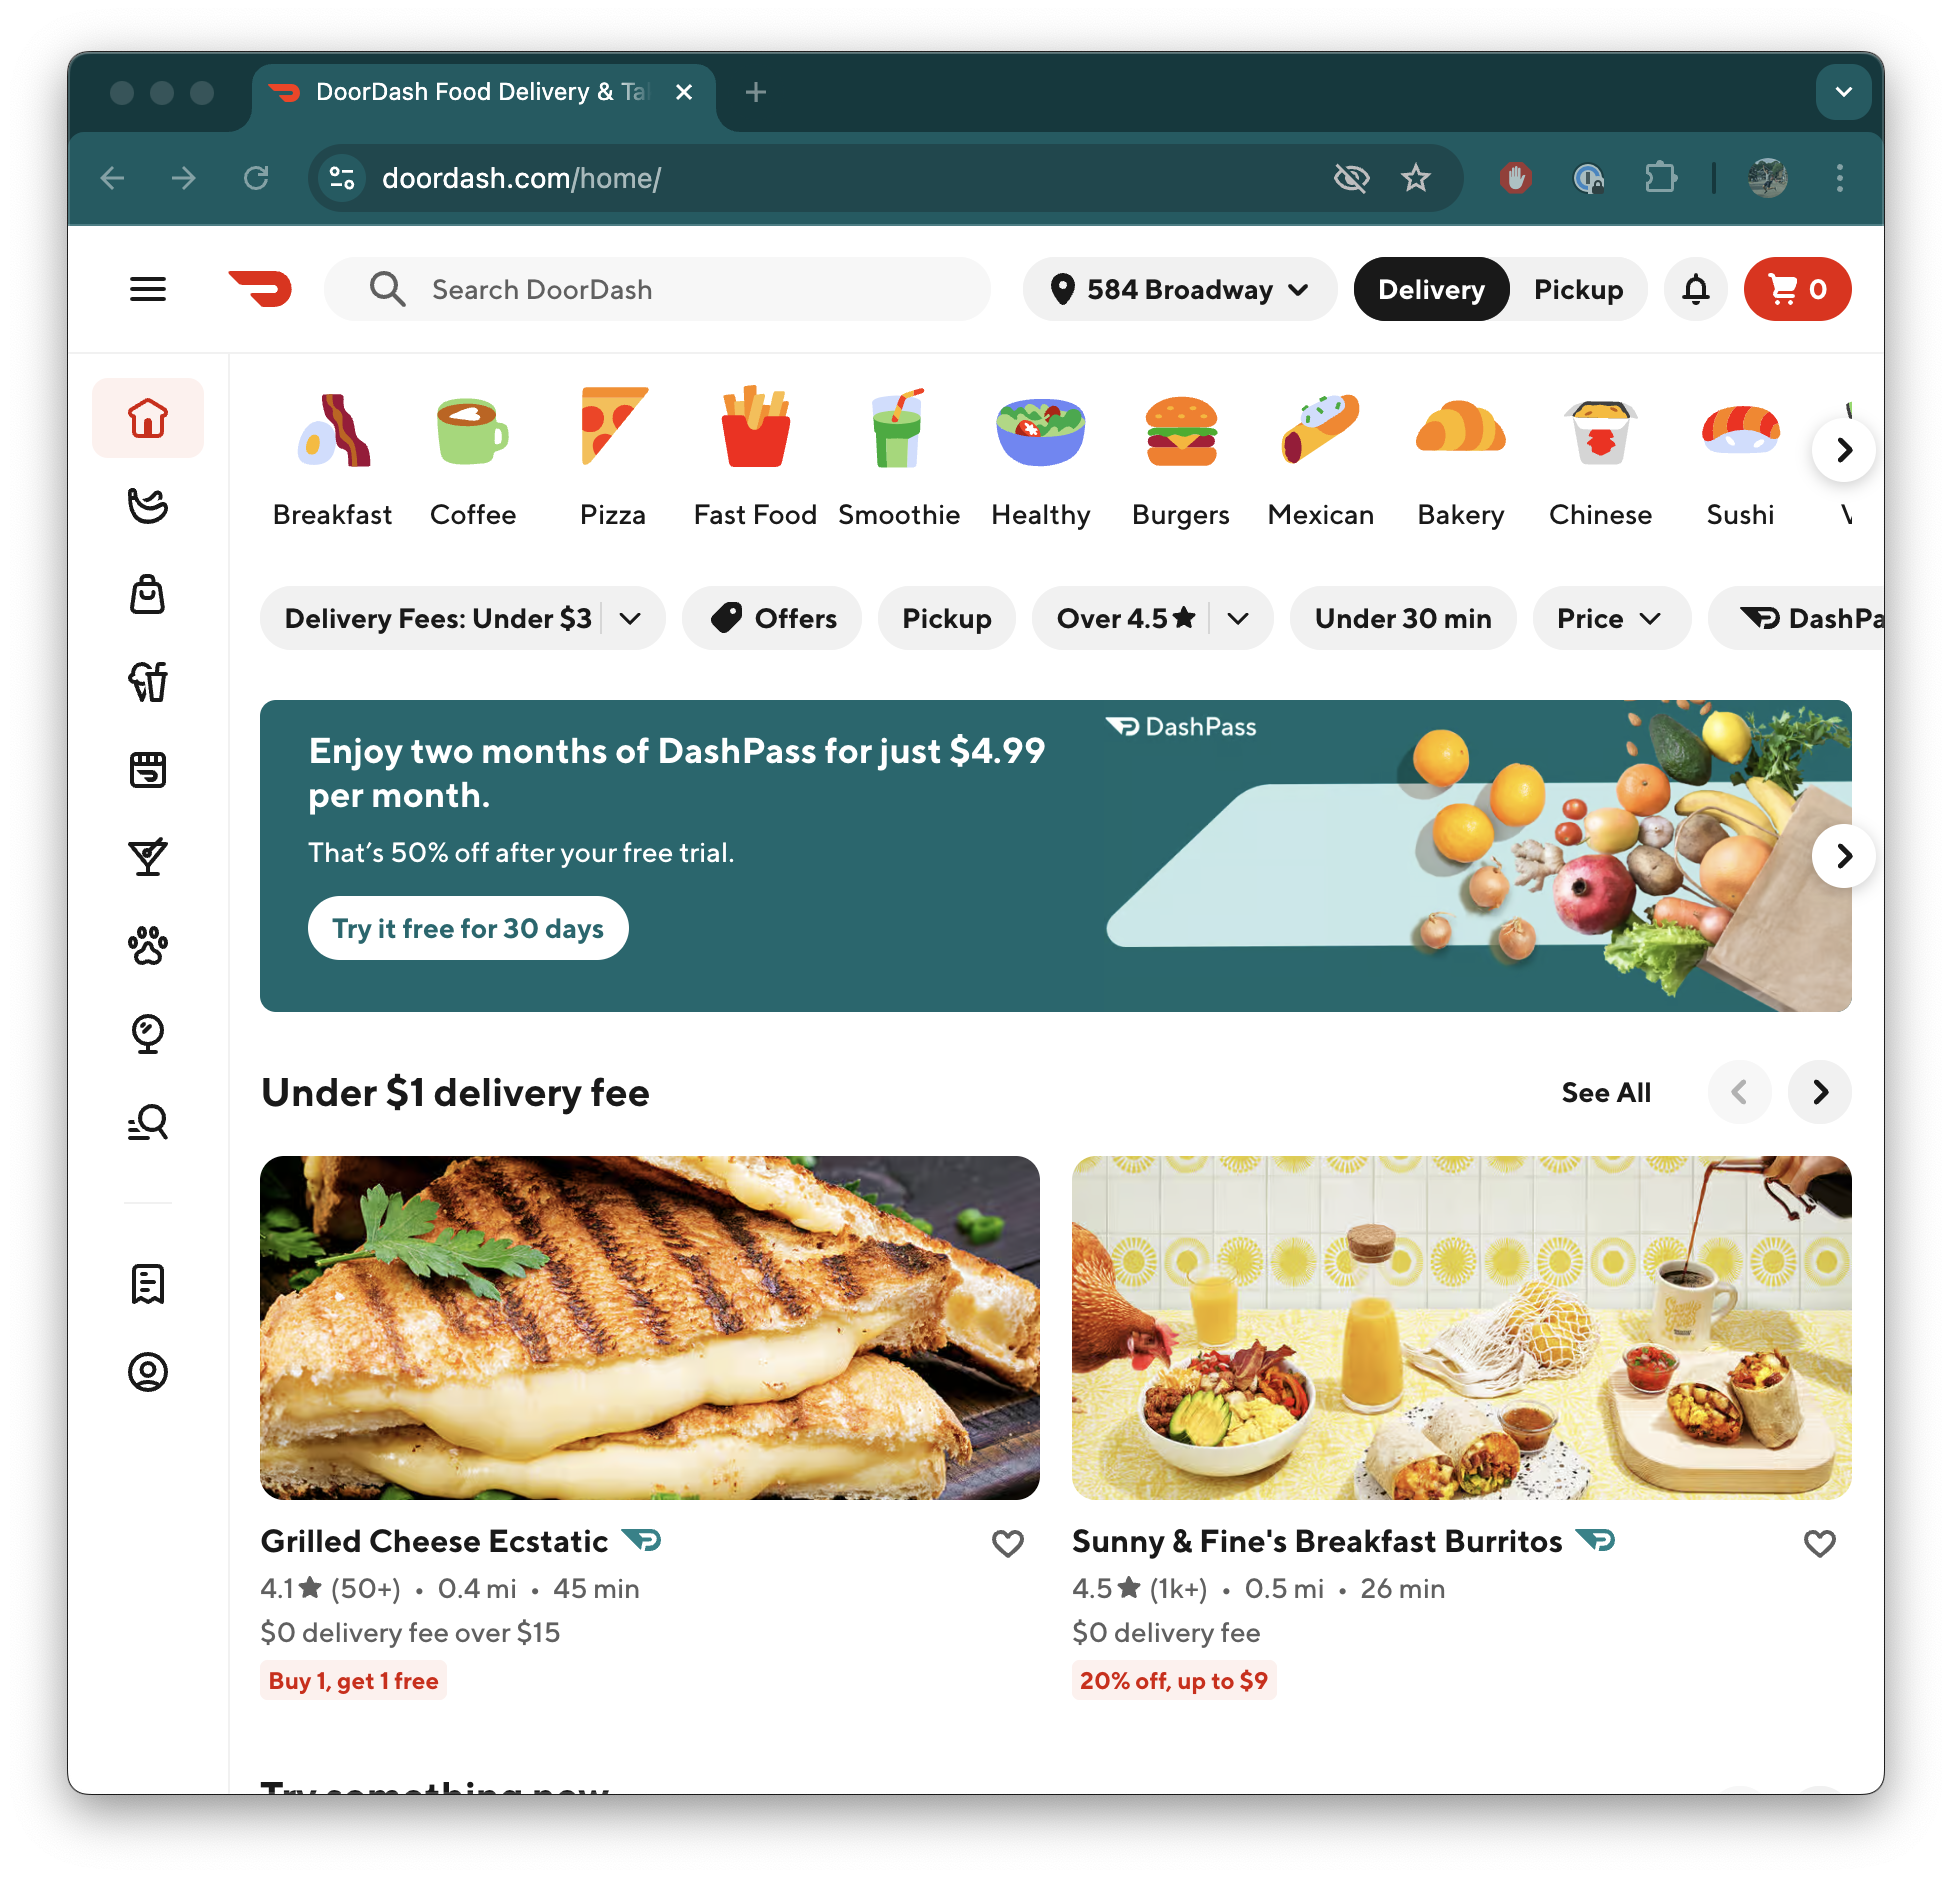 DoorDash Food Delivery & Ta
doordash.com/home/
Search DoorDash
584 Broadway
Delivery
Pickup
0
Breakfast
Coffee
Pizza
Fast Food
Smoothie
Healthy
Burgers
Mexican
Bakery
Chinese
Sushi
Delivery Fees: Under $3
Offers
Pickup
Over 4.5★
Under 30 min
Price
DashPa
Enjoy two months of DashPass for just $4.99
per month.
That's 50% off after your free trial.
Try it free for 30 days
DashPass
Under $1 delivery fee
See All
Grilled Cheese Ecstatic
4.1★ (50+) • 0.4 mi • 45 min
$0 delivery fee over $15
Buy 1, get 1 free
Sunny & Fine's Breakfast Burritos
4.5★ (1k+) • 0.5 mi • 26 min
$0 delivery fee
20% off, up to $9
Try something new